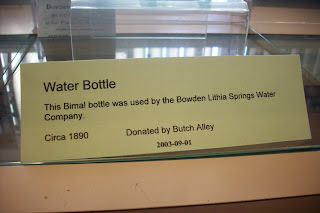 Water Bottle
This Bimal bottle was used by the Bowden Lithia Springs Water
Company.
Circa 1890 Donated by Butch Alley
2003-09-01